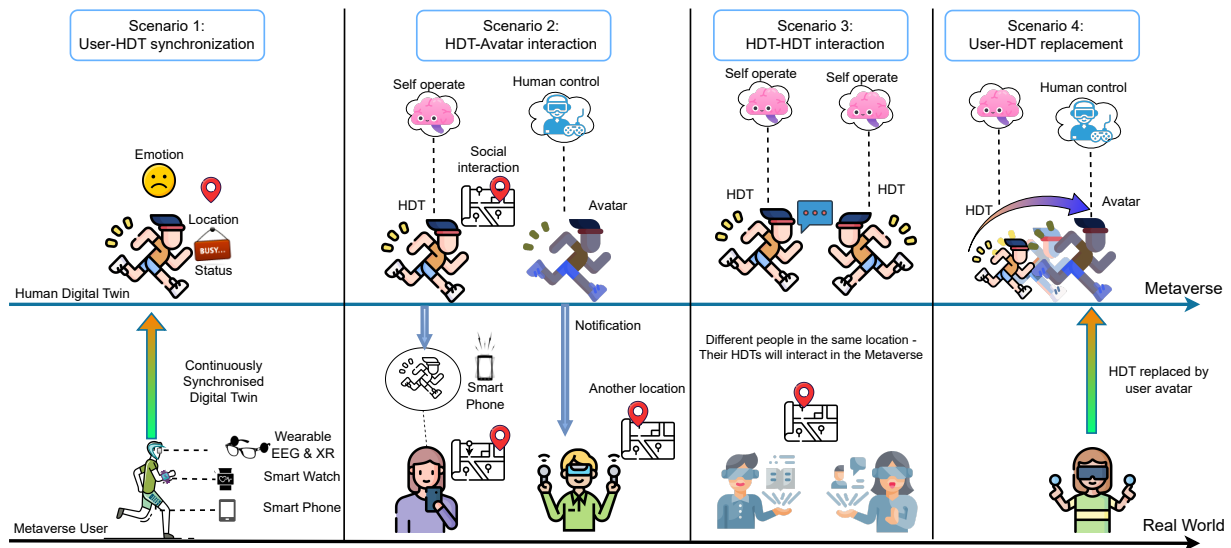 Scenario 1:
User-HDT synchronization
Emotion
Location
BUSY...
Status
Human Digital Twin
Continuously
Synchronised
Digital Twin
Wearable
EEG & XR
Smart Watch
Smart Phone
Metaverse User
Scenario 2:
HDT-Avatar interaction
Self operate
Human control
Social
interaction
HDT
Avatar
Notification
Smart
Phone
Another location
Scenario 3:
HDT-HDT interaction
Self operate
Self operate
HDT
HDT
Different people in the same location -
Their HDTs will interact in the Metaverse
Scenario 4:
User-HDT replacement
Human control
HDT
Avatar
Metaverse
HDT replaced by
user avatar
Real World